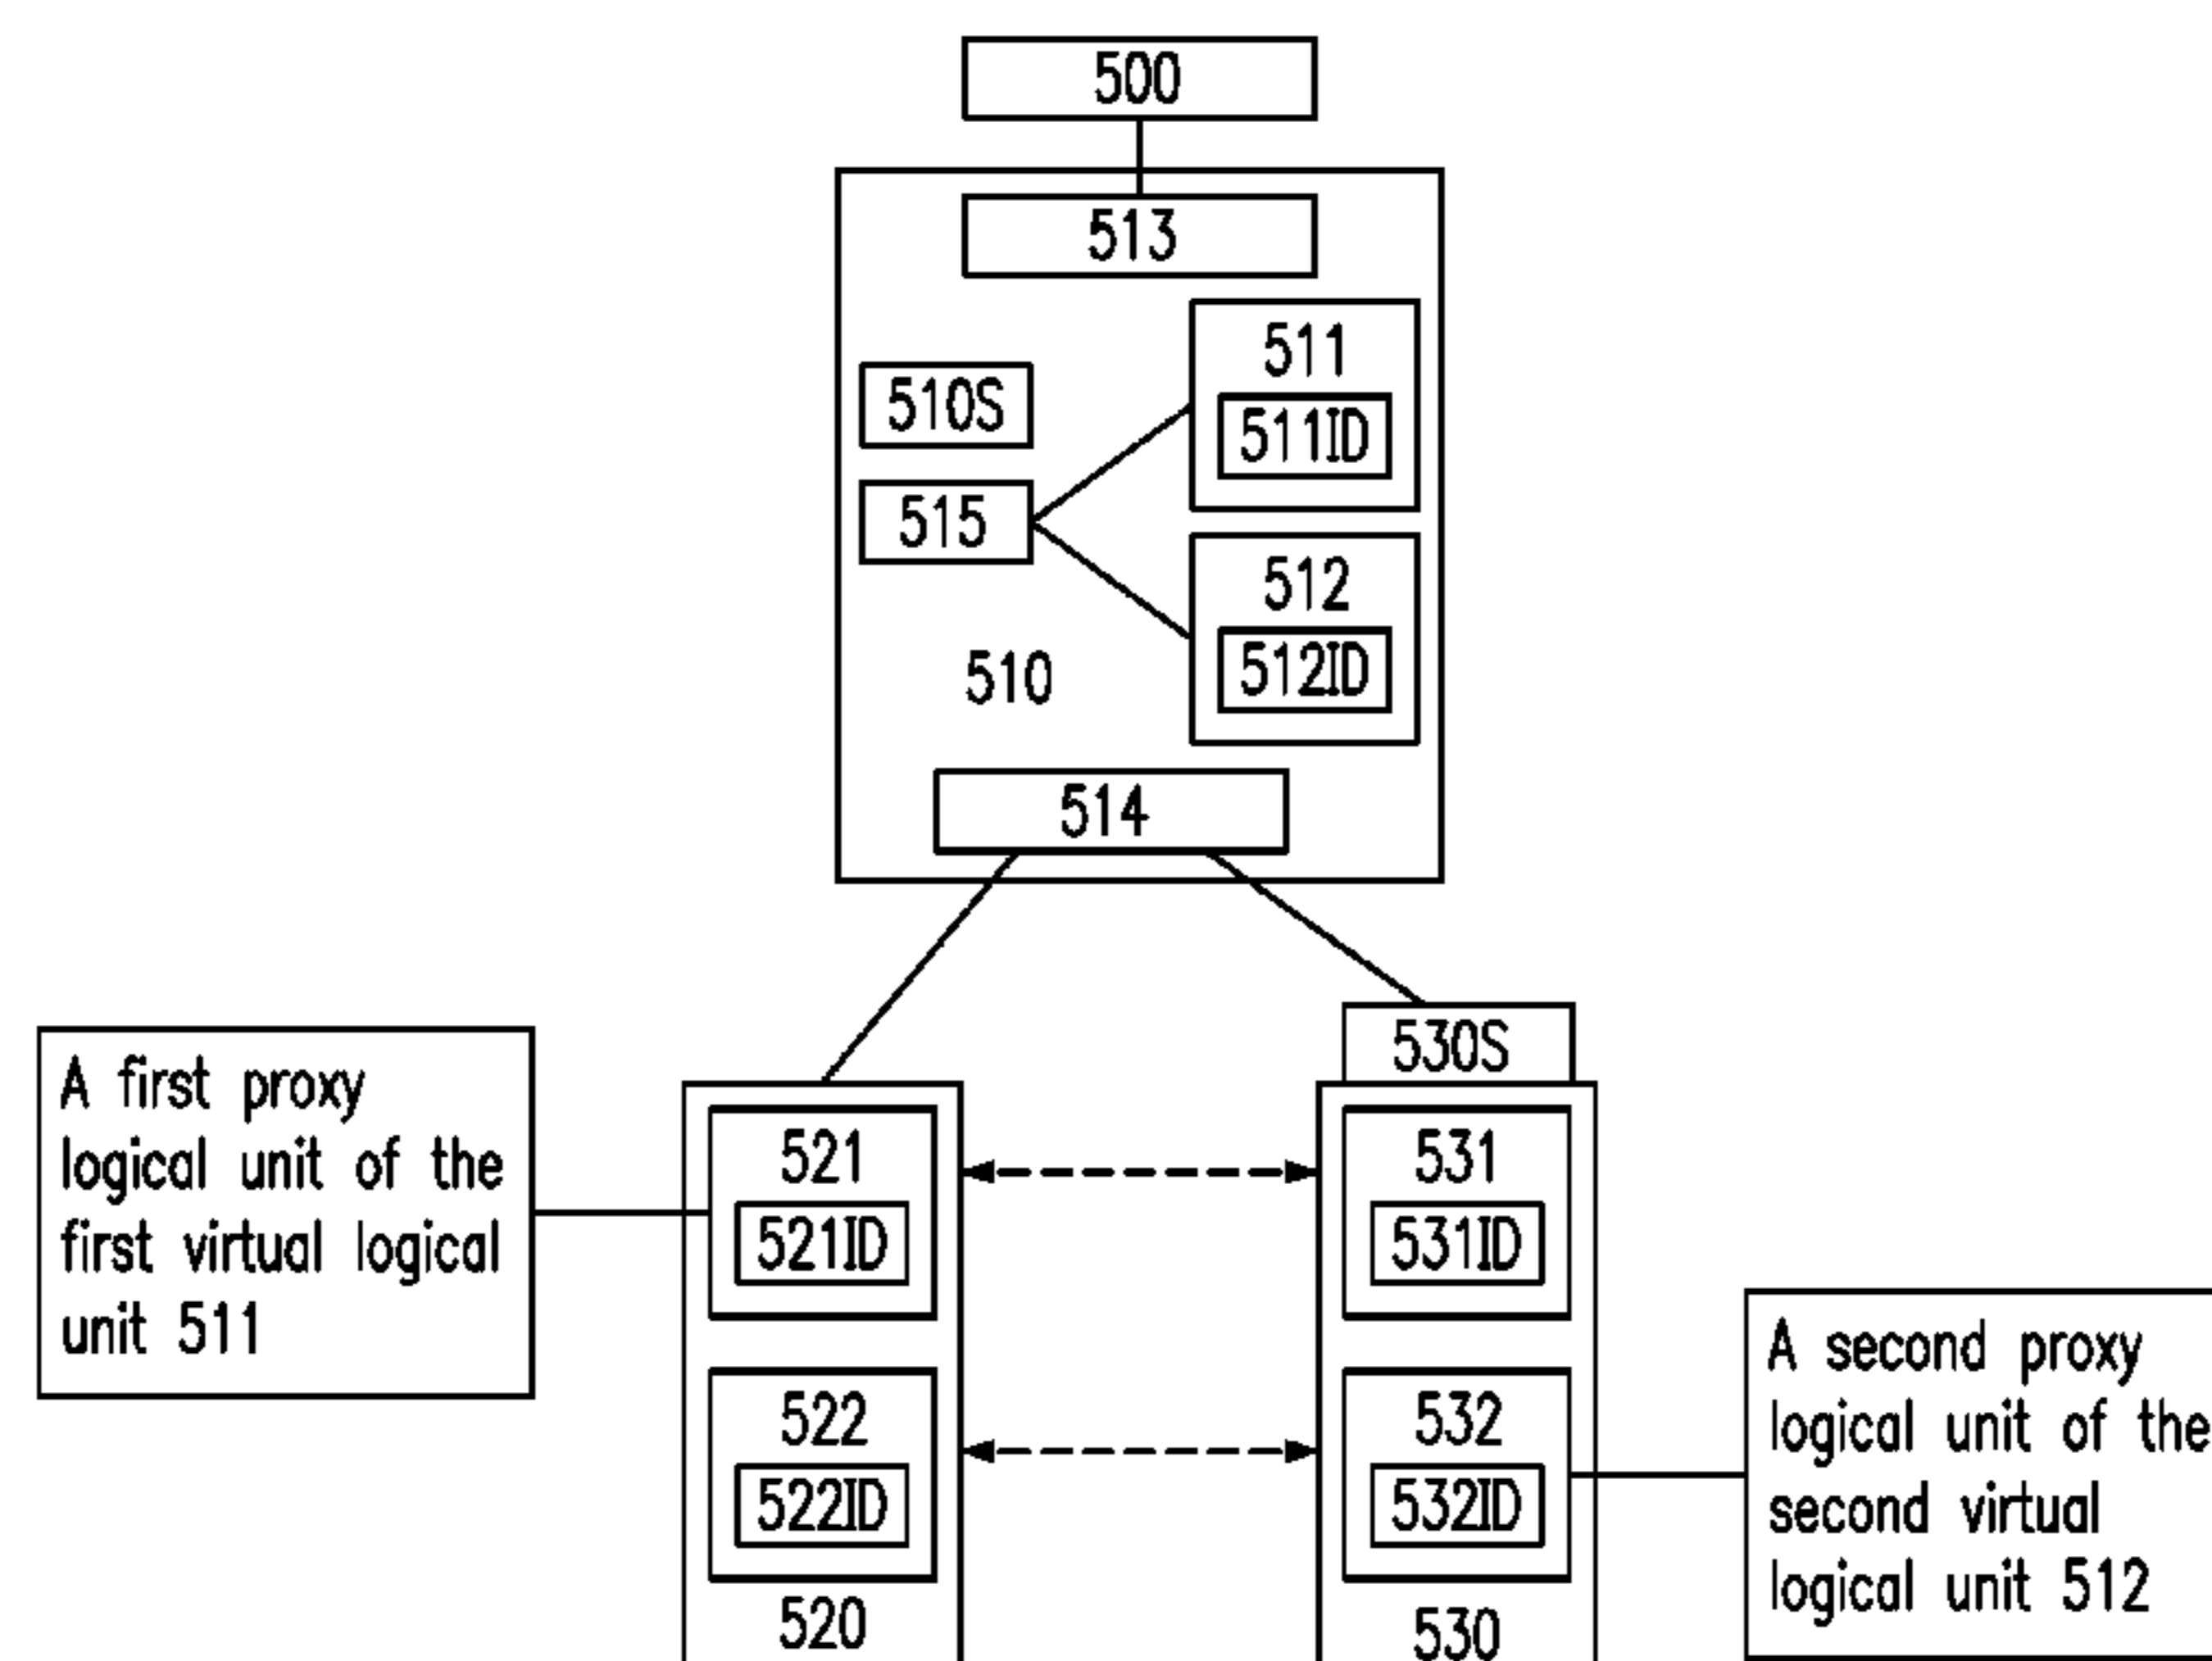 500
513
511
510S
511ID
515
512
512ID
510
514
530S
A first proxy
logical unit of the
first virtual logical
unit 511
521
521ID
531
531ID
522
522ID
532
532ID
A second proxy
logical unit of the
second virtual
logical unit 512
520
530